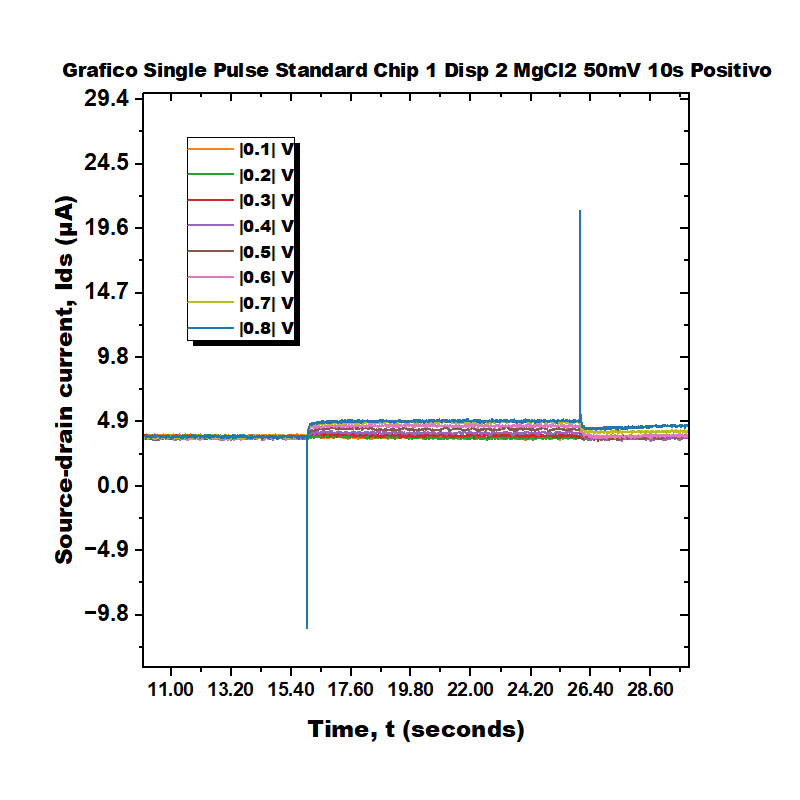 Grafico Single Pulse Standard Chip 1 Disp 2 MgCl2 50mV 10s Positivo
29.4
24.5
19.6
14.7
9.8
4.9
0.0
−4.9
−9.8
Source-drain current, Ids (µA)
|0.1| V
|0.2| V
|0.3| V
|0.4| V
|0.5| V
|0.6| V
|0.7| V
|0.8| V
11.00 13.20 15.40 17.60 19.80 22.00 24.20 26.40 28.60
Time, t (seconds)